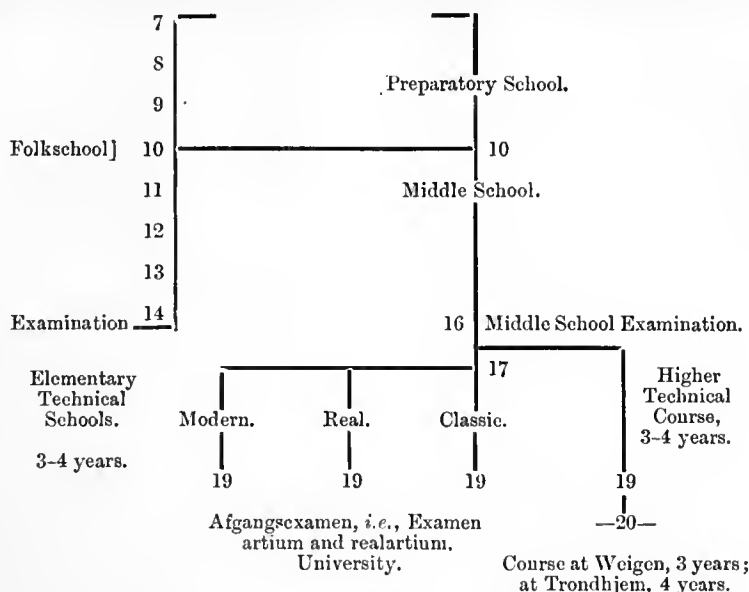 7
8
Preparatory School.
9
Folkschool] 10 10
11 Middle School.
12
13
14
Examination 16 Middle School Examination.
17
Elementary
Technical
Schools.
3–4 years.
Modern. Real. Classic.
Higher
Technical
Course,
3–4 years.
19 19 19 19
—20—
Afgangsexamen, i.e., Examen
artium and realartium.
University.
Course at Weigen, 3 years;
at Trondhjem, 4 years.